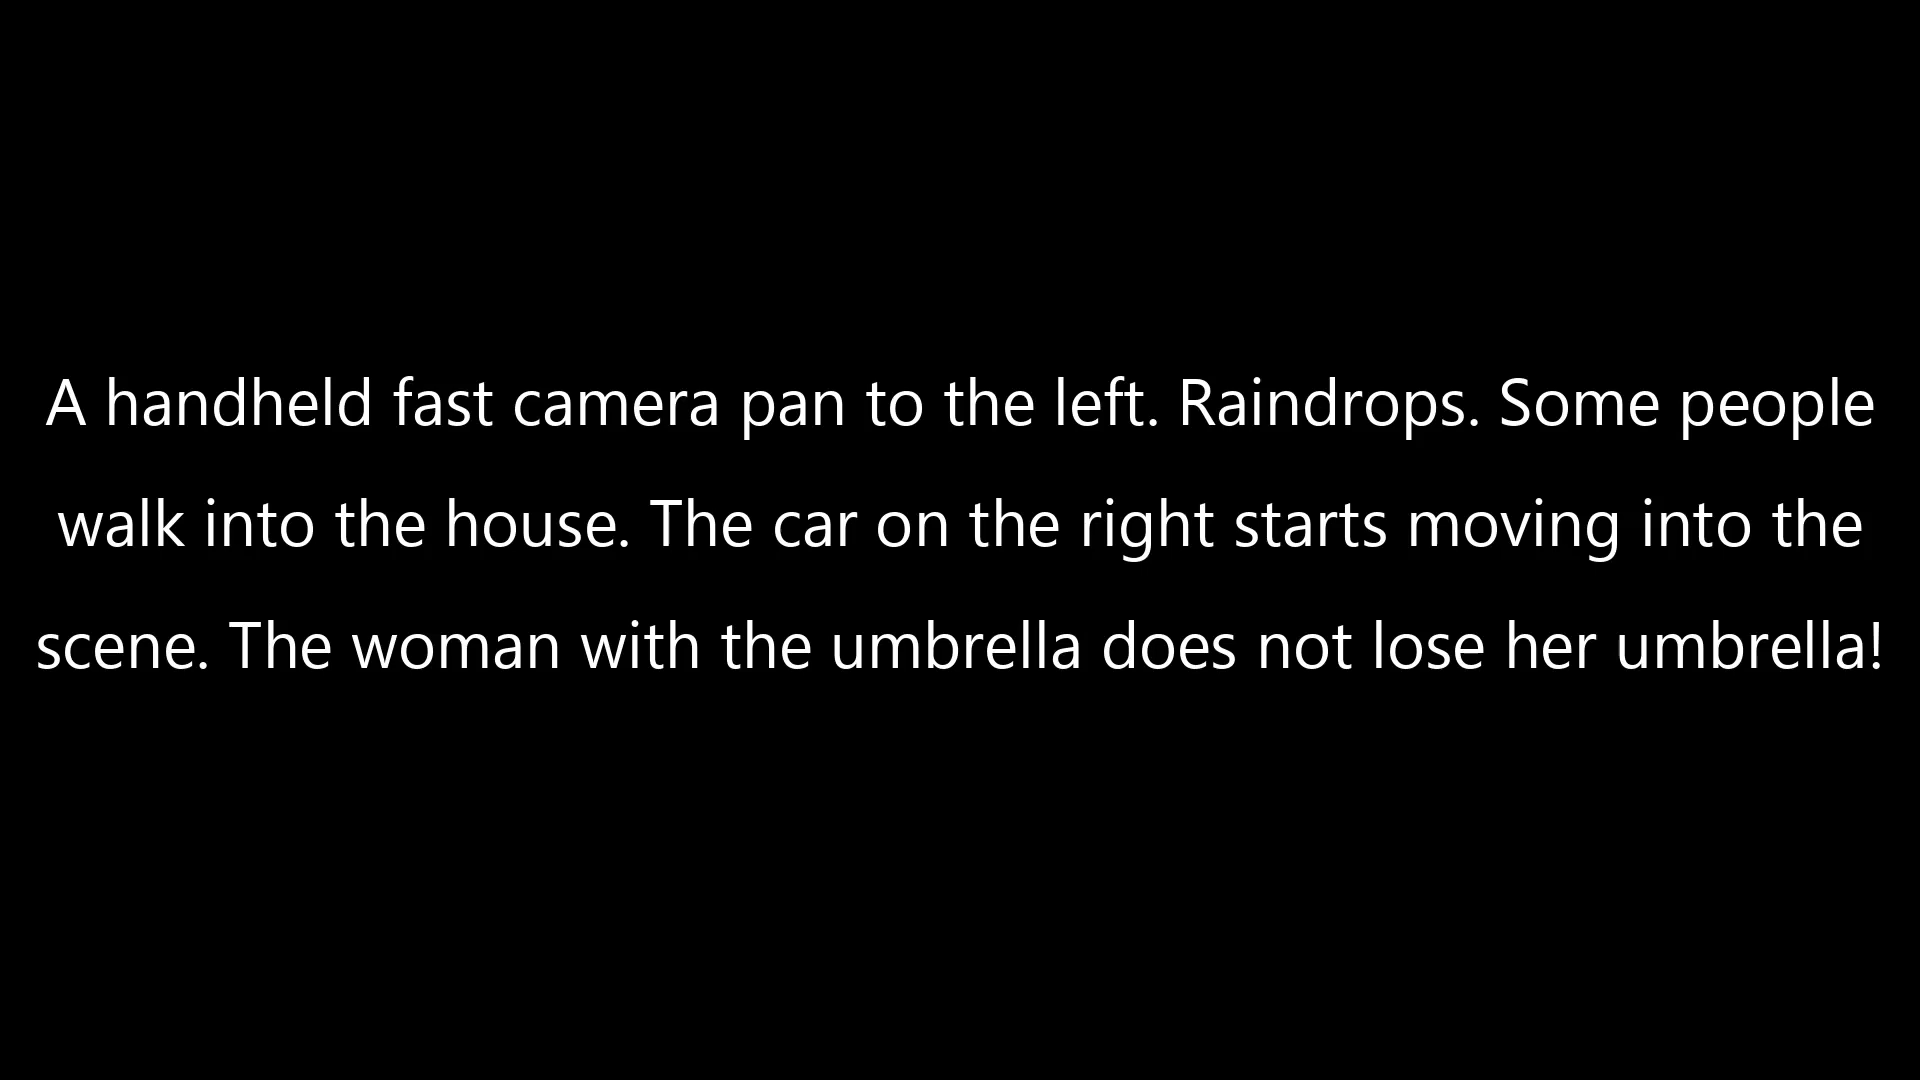 A handheld fast camera pan to the left. Raindrops. Some people
walk into the house. The car on the right starts moving into the
scene. The woman with the umbrella does not lose her umbrella!